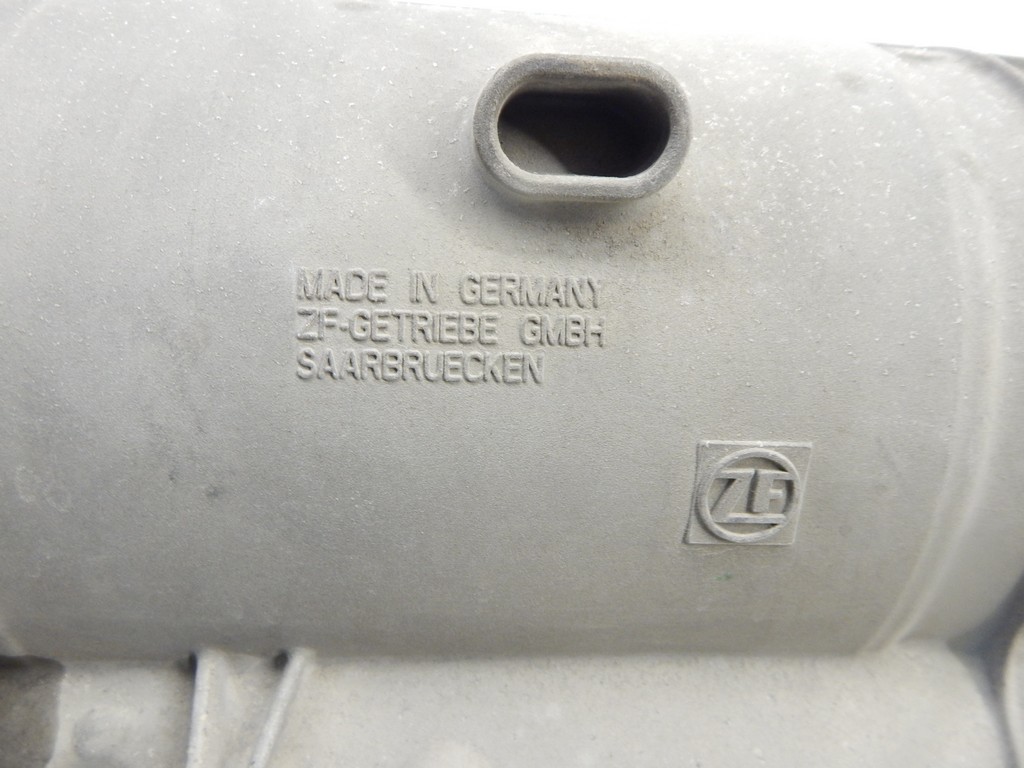 MADE IN GERMANY
ZF-GETRIEBE GMBH
SAARBRUECKEN
ZF